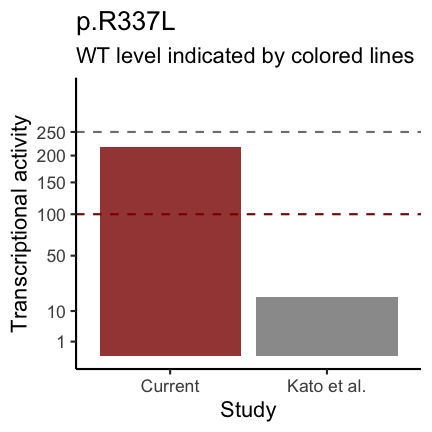 p.R337L
WT level indicated by colored lines
Transcriptional activity
250
200
150
100
50
10
1
Current
Kato et al.
Study